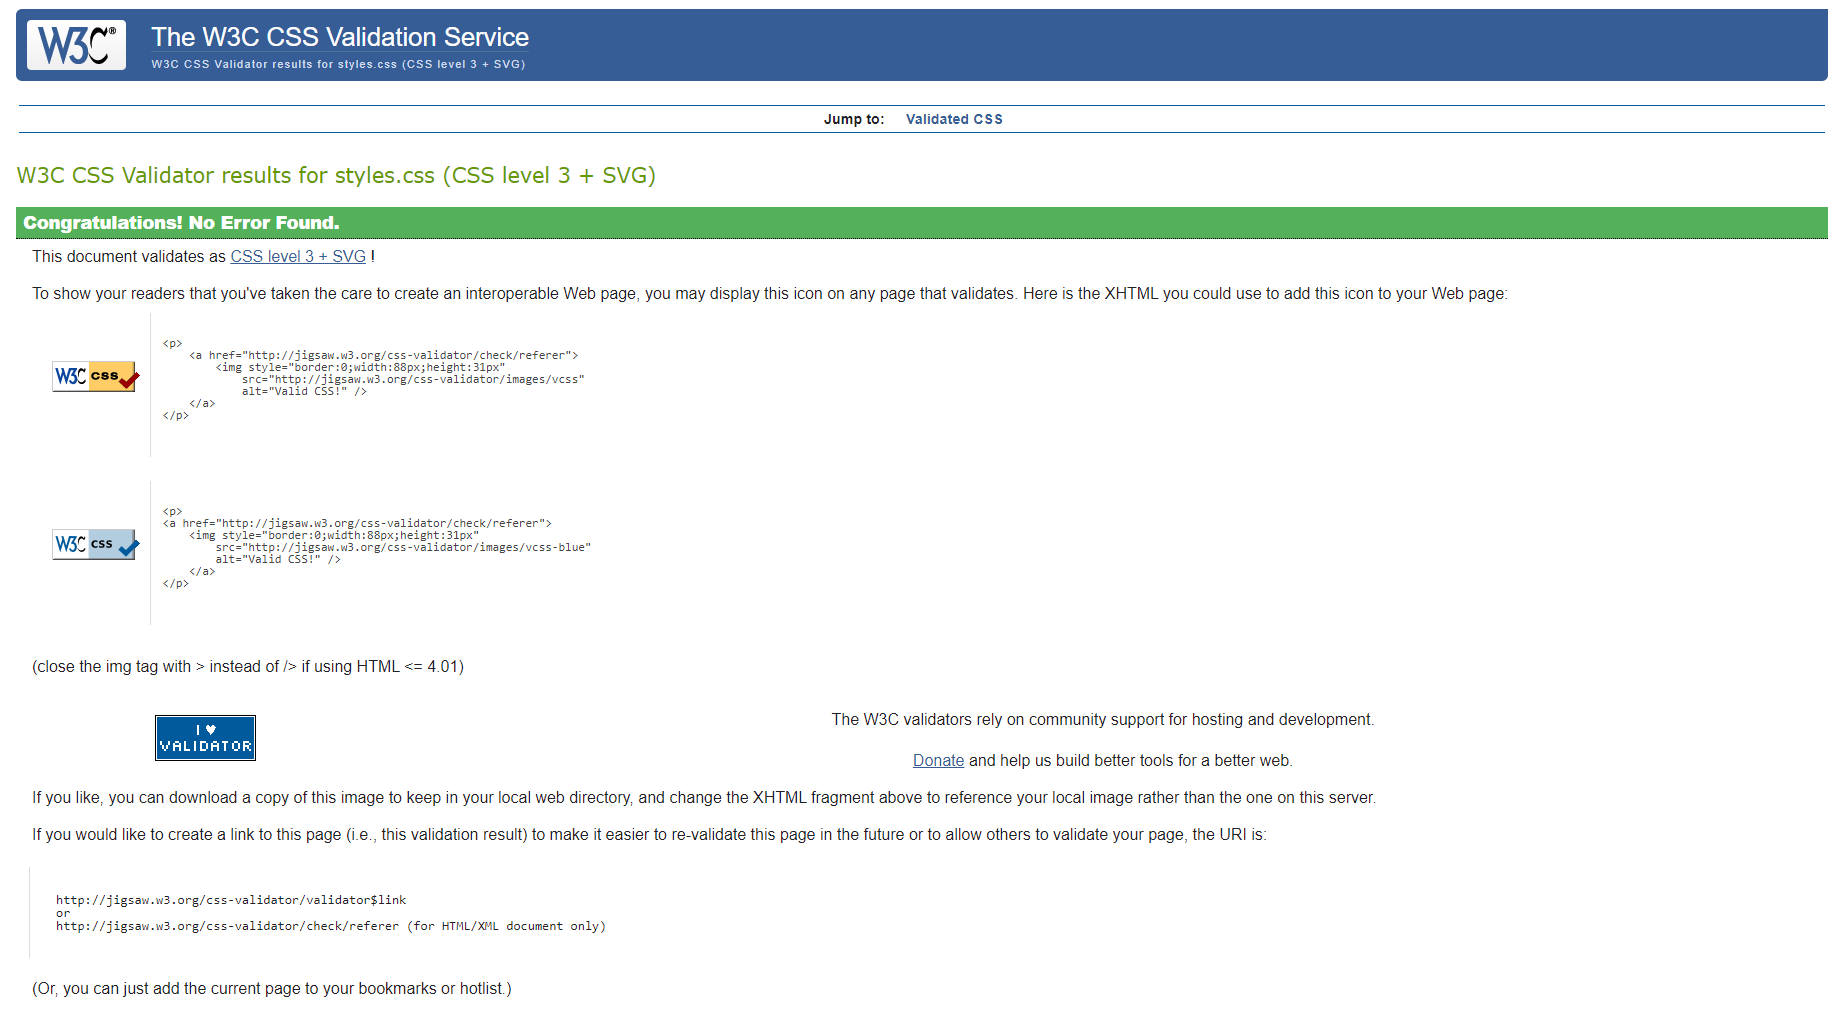 W3C®
The W3C CSS Validation Service
W3C CSS Validator results for styles.css (CSS level 3 + SVG)
Jump to: Validated CSS
W3C CSS Validator results for styles.css (CSS level 3 + SVG)
Congratulations! No Error Found.
This document validates as CSS level 3 + SVG !
To show your readers that you've taken the care to create an interoperable Web page, you may display this icon on any page that validates. Here is the XHTML you could use to add this icon to your Web page:
W3C css
<p>
<a href="http://jigsaw.w3.org/css-validator/check/referer">
<img style="border:0;width:88px;height:31px"
src="http://jigsaw.w3.org/css-validator/images/vcss"
alt="Valid CSS!" />
</a>
</p>
W3C css
<p>
<a href="http://jigsaw.w3.org/css-validator/check/referer">
<img style="border:0;width:88px;height:31px"
src="http://jigsaw.w3.org/css-validator/images/vcss-blue"
alt="Valid CSS!" />
</a>
</p>
(close the img tag with > instead of /> if using HTML <= 4.01)
I ♥
VALIDATOR
The W3C validators rely on community support for hosting and development.
Donate and help us build better tools for a better web.
If you like, you can download a copy of this image to keep in your local web directory, and change the XHTML fragment above to reference your local image rather than the one on this server.
If you would like to create a link to this page (i.e., this validation result) to make it easier to re-validate this page in the future or to allow others to validate your page, the URI is:
http://jigsaw.w3.org/css-validator/validator$link
or
http://jigsaw.w3.org/css-validator/check/referer (for HTML/XML document only)
(Or, you can just add the current page to your bookmarks or hotlist.)